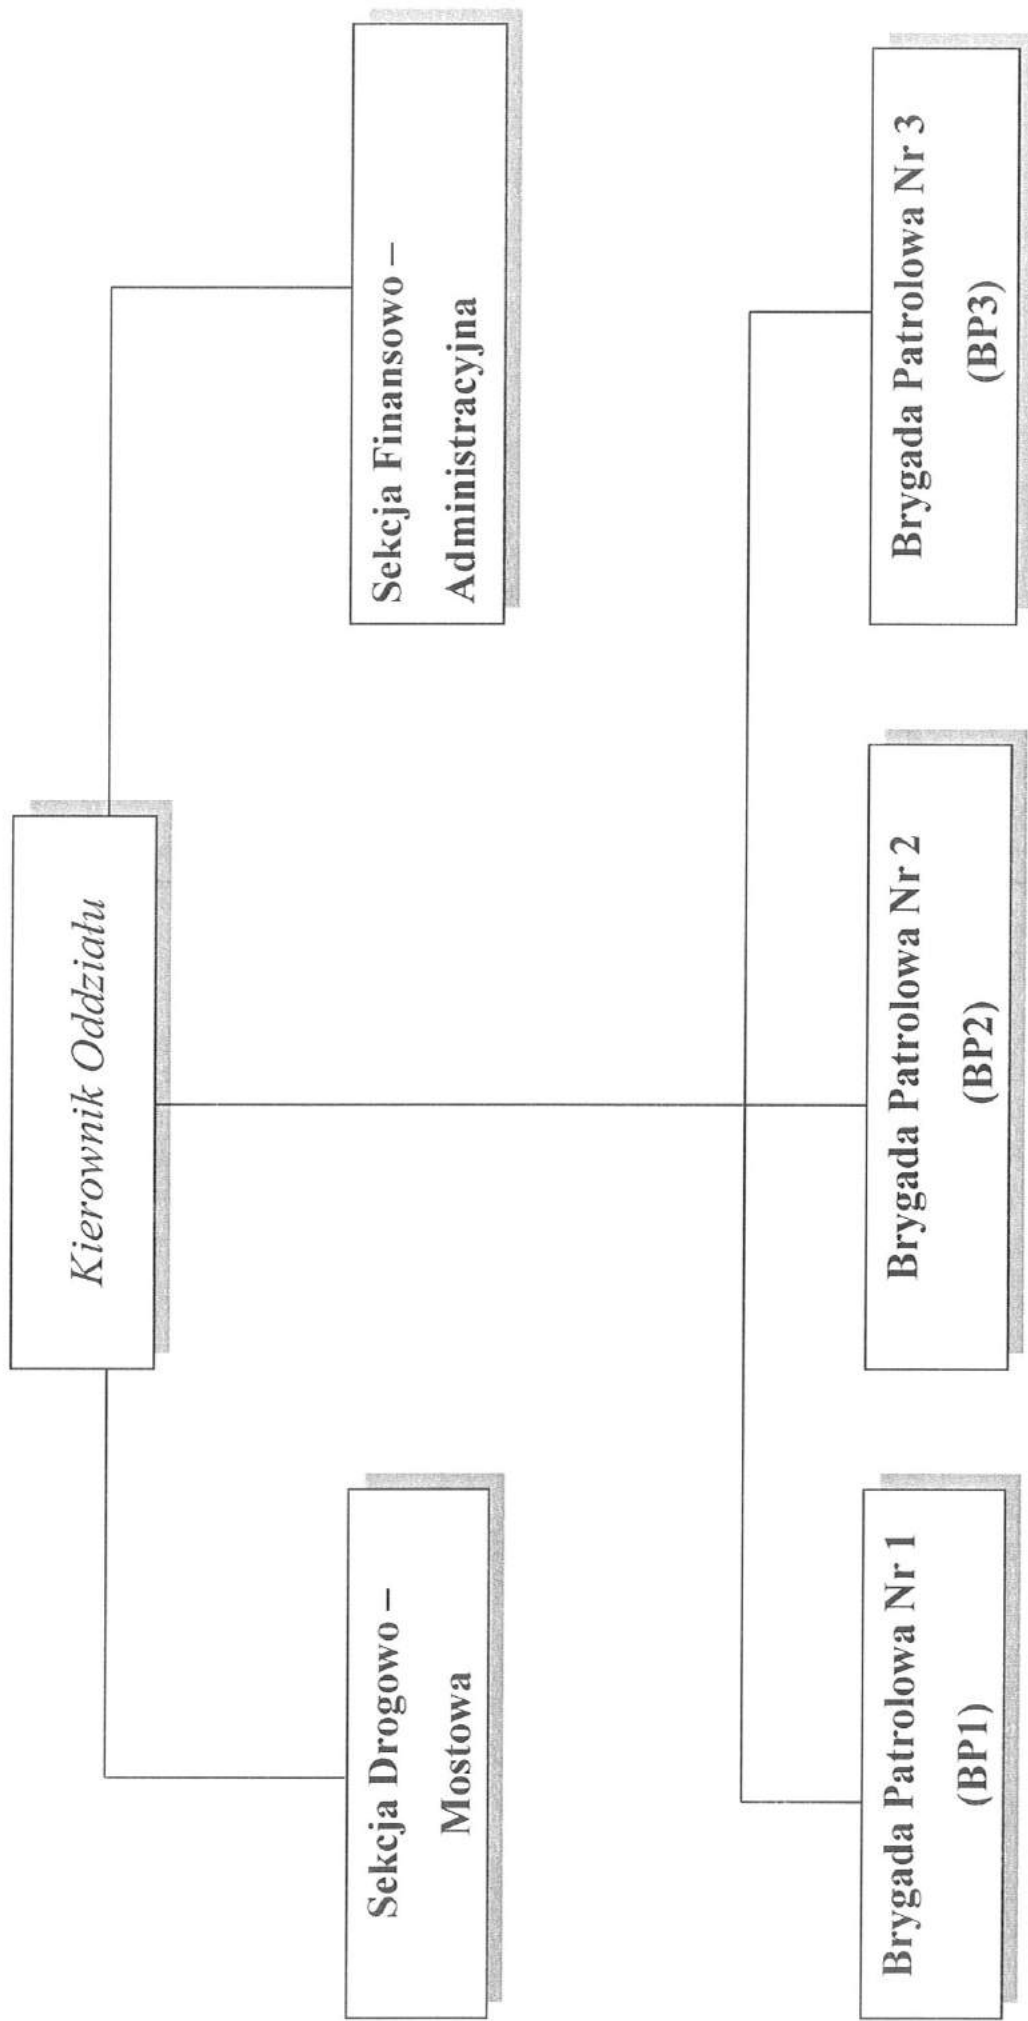 Kierownik Oddziału
Sekcja Drogowo –
Mostowa
Sekcja Finansowo –
Administracyjna
Brygada Patrolowa Nr 1
(BP1)
Brygada Patrolowa Nr 2
(BP2)
Brygada Patrolowa Nr 3
(BP3)